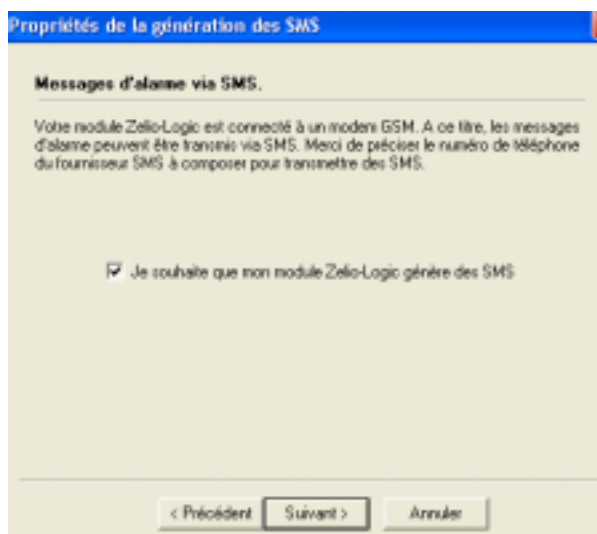 Propriétés de la génération des SMS
Messages d'alarme via SMS.
Votre module Zelio-Logic est connecté à un modem GSM. A ce titre, les messages
d'alarme peuvent être transmis via SMS. Merci de préciser le numéro de téléphone
du fournisseur SMS à composer pour transmettre des SMS.
Je souhaite que mon module Zelio-Logic génère des SMS
< Précédent
Suivant >
Annuler